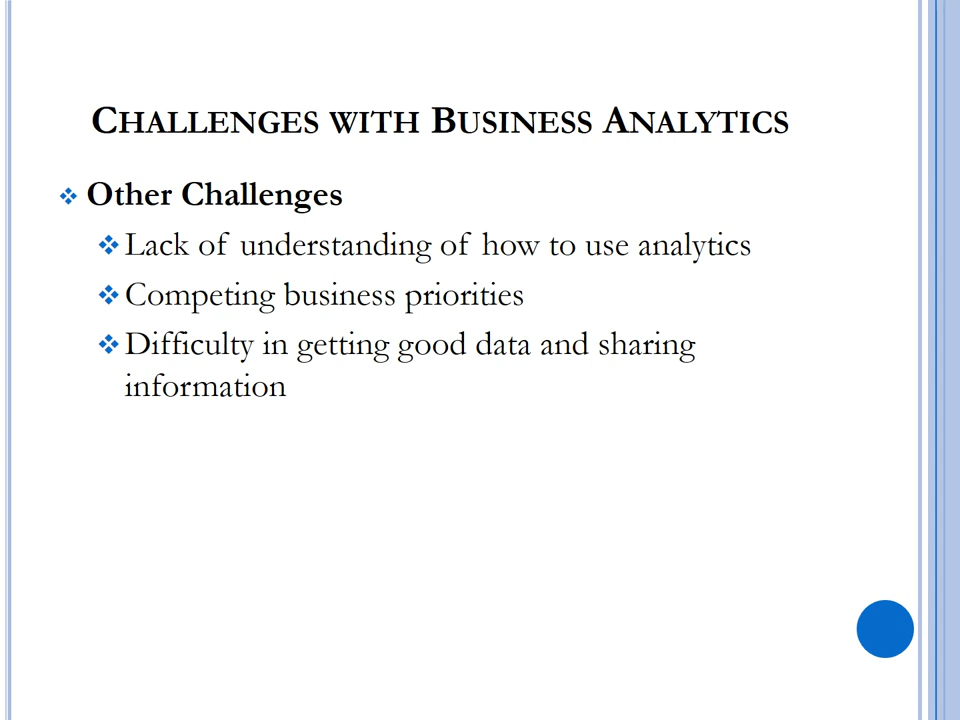 Challenges with Business Analytics
Other Challenges
Lack of understanding of how to use analytics
Competing business priorities
Difficulty in getting good data and sharing
information